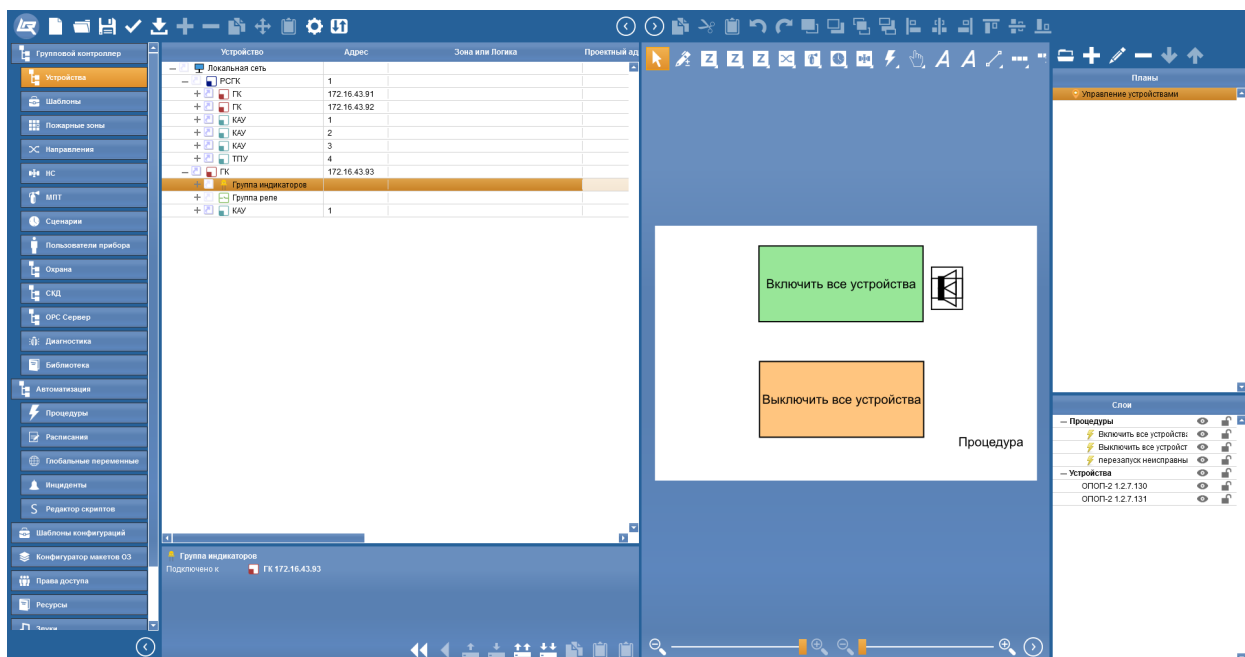 Групповой контроллер
Устройства
Шаблоны
Пожарные зоны
Направления
НС
МПТ
Сценарии
Пользователи прибора
Охрана
СКД
ОРС Сервер
Диагностика
Библиотека
Автоматизация
Процедуры
Расписания
Глобальные переменные
Инциденты
Редактор скриптов
Шаблоны конфигураций
Конфигуратор макетов ОЗ
Права доступа
Ресурсы
Звуки
Устройство Адрес Зона или Логика Проектный ад
Локальная сеть
РСГК 1
ГК 172.16.43.91
ГК 172.16.43.92
КАУ 1
КАУ 2
КАУ 3
ТПУ 4
ГК 172.16.43.93
Группа индикаторов
Группа реле
КАУ 1
Группа индикаторов
Подключено к ГК 172.16.43.93
Включить все устройства
Выключить все устройства
Процедура
Планы
Управление устройствами
Слои
Процедуры
Включить все устройства
Выключить все устройст
перезапуск неисправны
Устройства
ОПОП-2 1.2.7.130
ОПОП-2 1.2.7.131